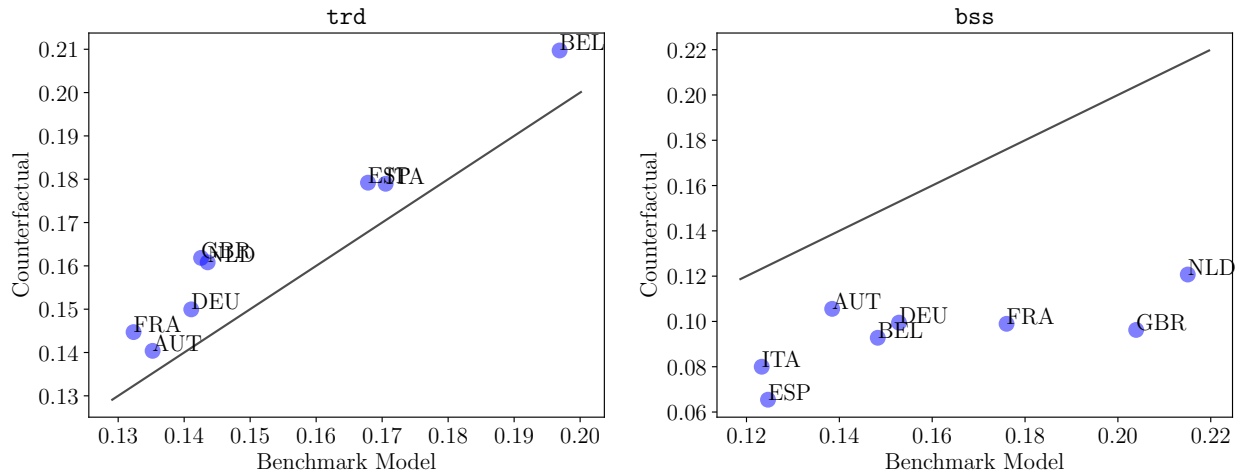 trd
0.21
0.20
0.19
0.18
0.17
0.16
0.15
0.14
0.13
Counterfactual
BEL
ESP
ITA
GBR
NLD
DEU
FRA
AUT
0.13 0.14 0.15 0.16 0.17 0.18 0.19 0.20
Benchmark Model
bss
0.22
0.20
0.18
0.16
0.14
0.12
0.10
0.08
0.06
Counterfactual
NLD
AUT
DEU
FRA
GBR
BEL
ITA
ESP
0.12 0.14 0.16 0.18 0.20 0.22
Benchmark Model